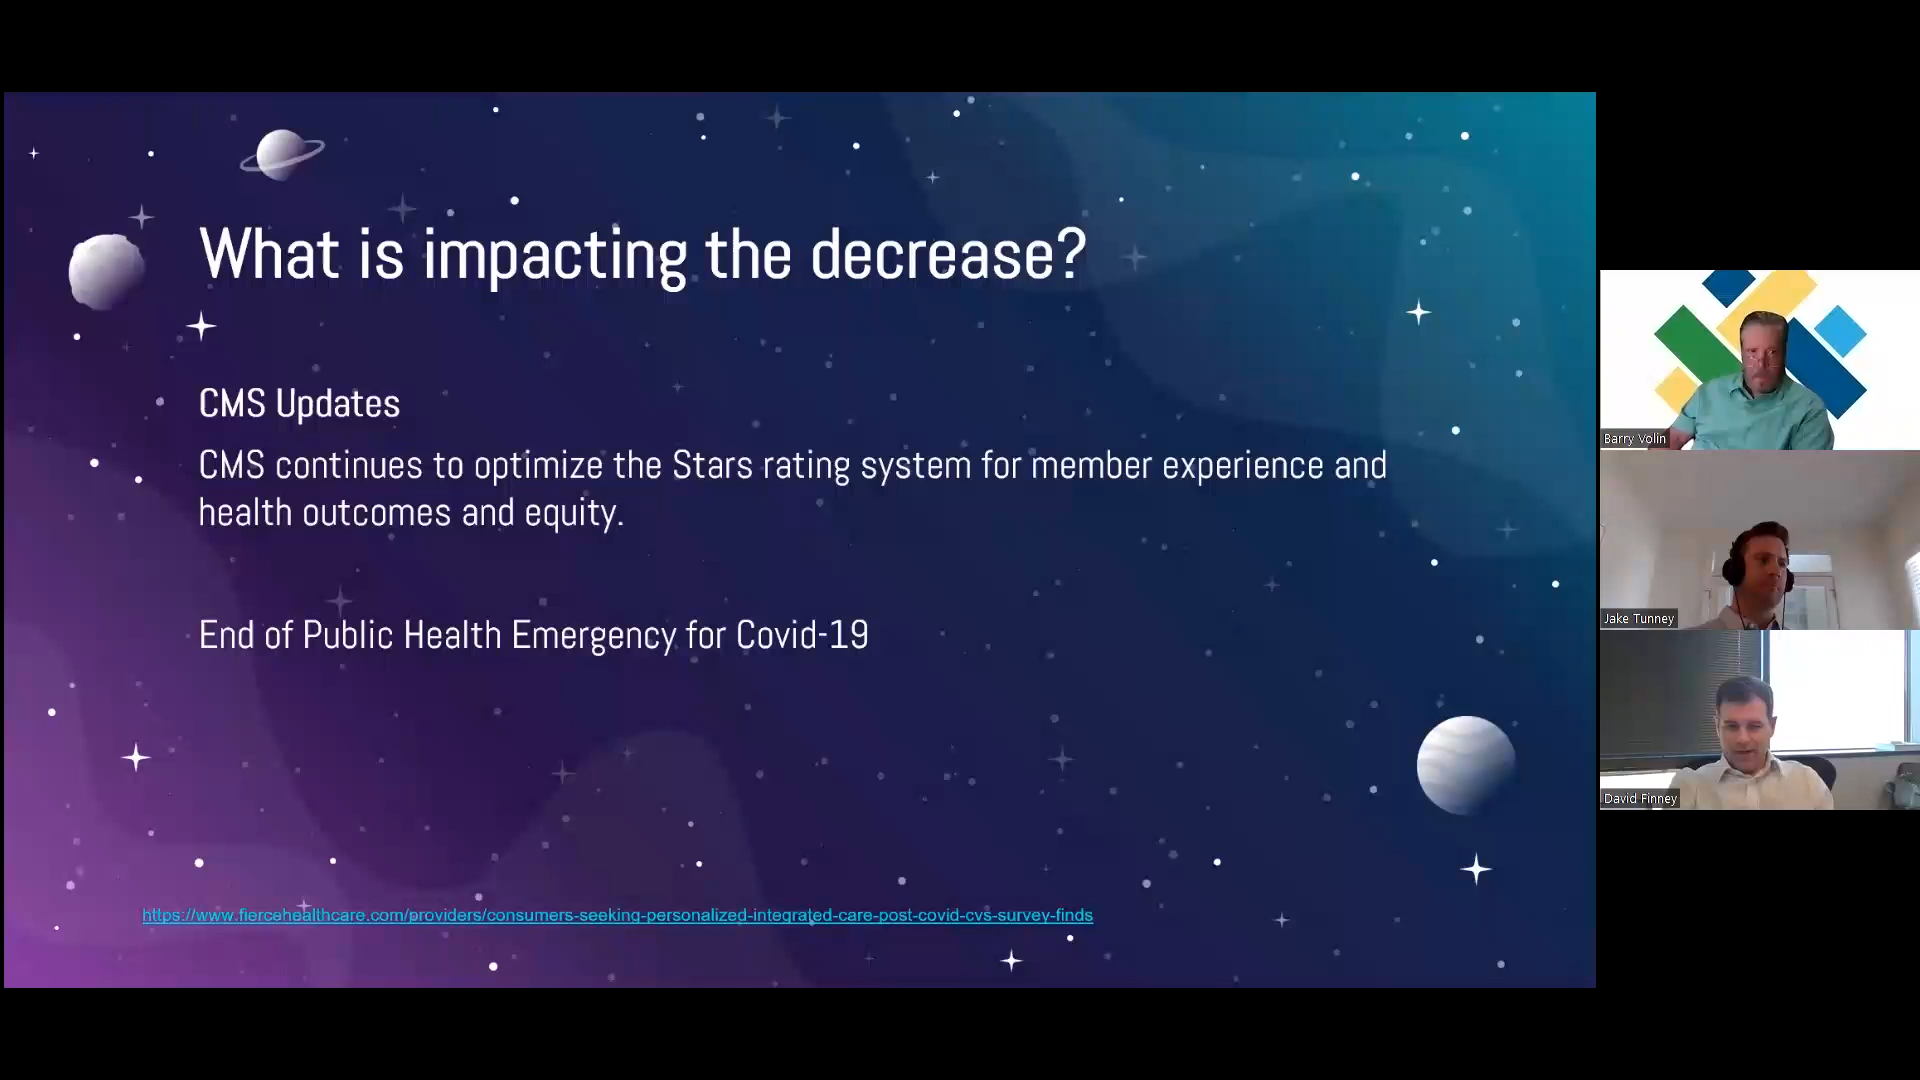 What is impacting the decrease?
CMS Updates
CMS continues to optimize the Stars rating system for member experience and
health outcomes and equity.
End of Public Health Emergency for Covid-19
https://www.fiercehealthcare.com/providers/consumers-seeking-personalized-integrated-care-post-covid-cvs-survey-finds
Barry Volin
Jake Tunney
David Finney